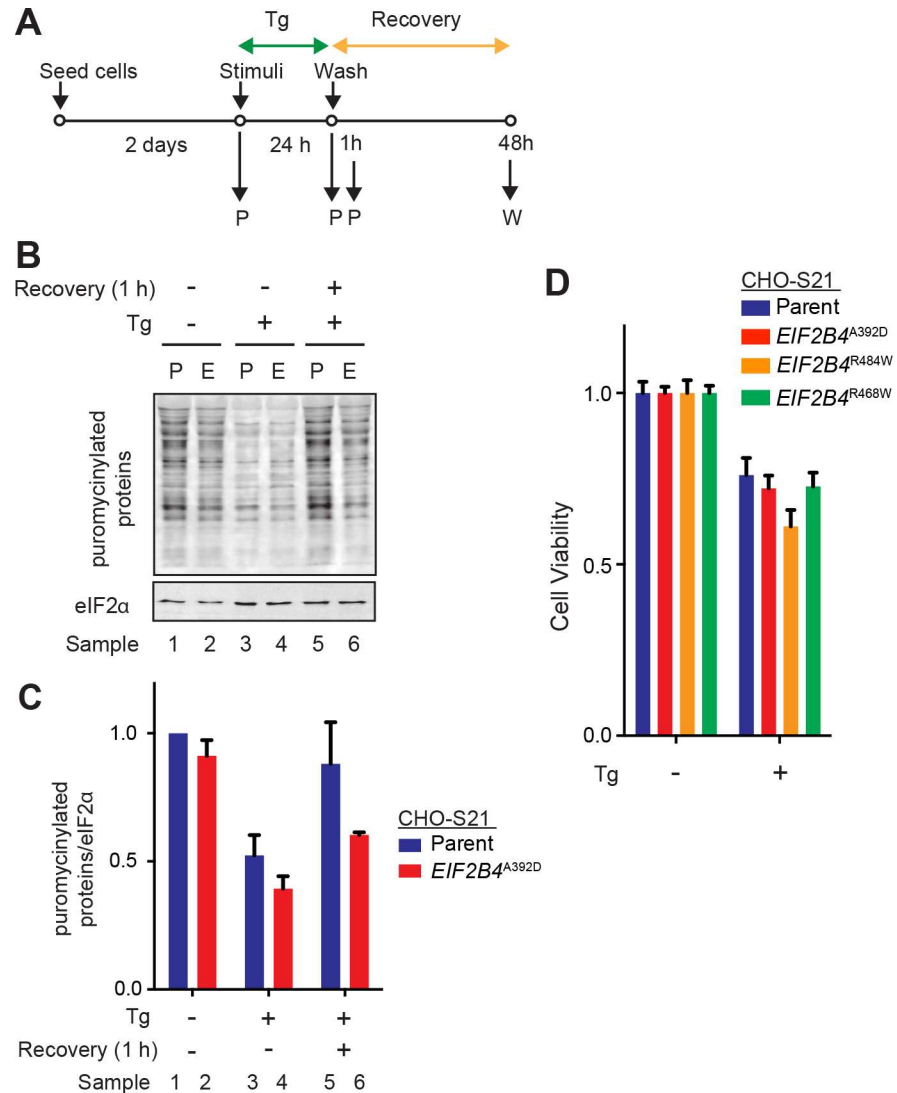 A
Tg Recovery
Seed cells Stimuli Wash
2 days 24 h 1h 48h
P P P W
B
Recovery (1 h) - - +
Tg - + +
P E P E P E
puromycinylated
proteins
eIF2α
Sample 1 2 3 4 5 6
C
1.0
0.5
0.0
puromycinylated
proteins/eIF2α
CHO-S21
Parent
EIF2B4A392D
Tg - + +
Recovery (1 h) - - +
Sample 1 2 3 4 5 6
D
CHO-S21
Parent
EIF2B4A392D
EIF2B4R484W
EIF2B4R468W
1.0
0.5
0.0
Cell Viability
Tg - +